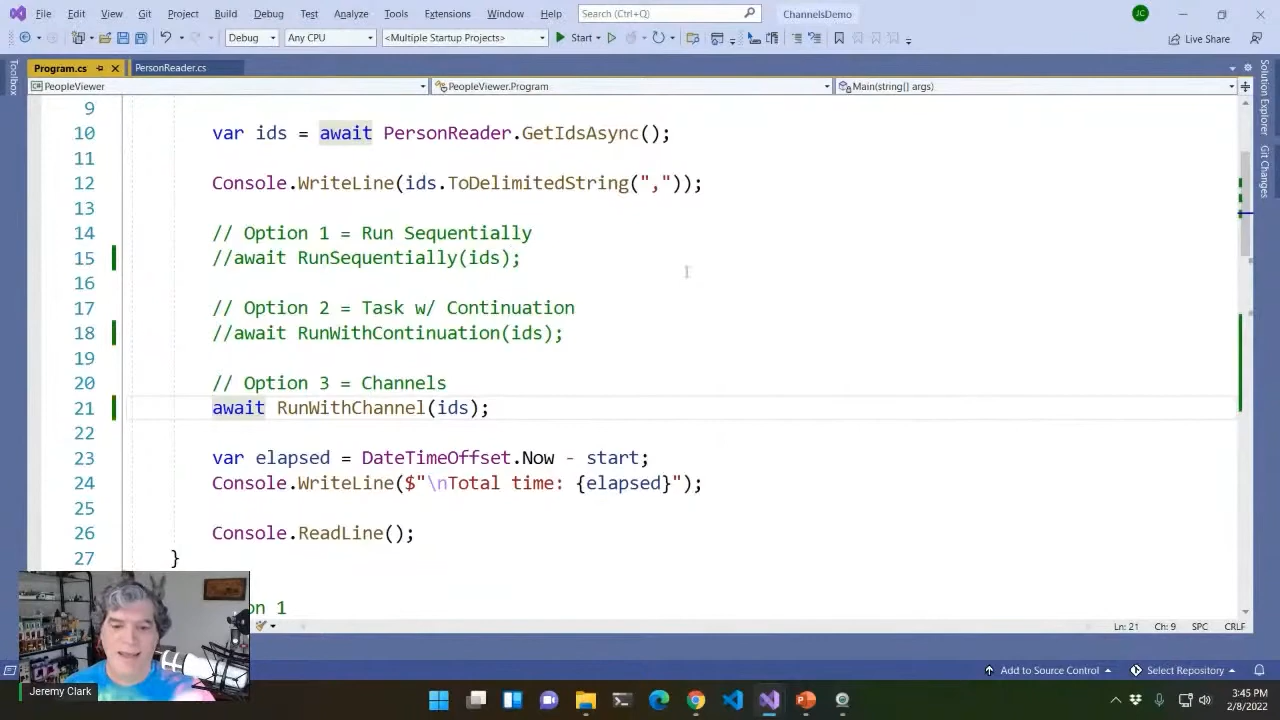 File Edit View Git Project Build Debug Test Analyze Tools Extensions Window Help Search (Ctrl+Q) ChannelsDemo JC
Debug Any CPU <Multiple Startup Projects> Start Live Share
Toolbox
Program.cs PersonReader.cs
PeopleViewer PeopleViewer.Program Main(string[] args)
Solution Explorer
Git Changes
9
10 var ids = await PersonReader.GetIdsAsync();
11
12 Console.WriteLine(ids.ToDelimitedString(","));
13
14 // Option 1 = Run Sequentially
15 //await RunSequentially(ids);
16
17 // Option 2 = Task w/ Continuation
18 //await RunWithContinuation(ids);
19
20 // Option 3 = Channels
21 await RunWithChannel(ids);
22
23 var elapsed = DateTimeOffset.Now - start;
24 Console.WriteLine($"\nTotal time: {elapsed}");
25
26 Console.ReadLine();
27 }
on 1
Ln: 21 Ch: 9 SPC CRLF
Add to Source Control Select Repository
Jeremy Clark
3:45 PM
2/8/2022